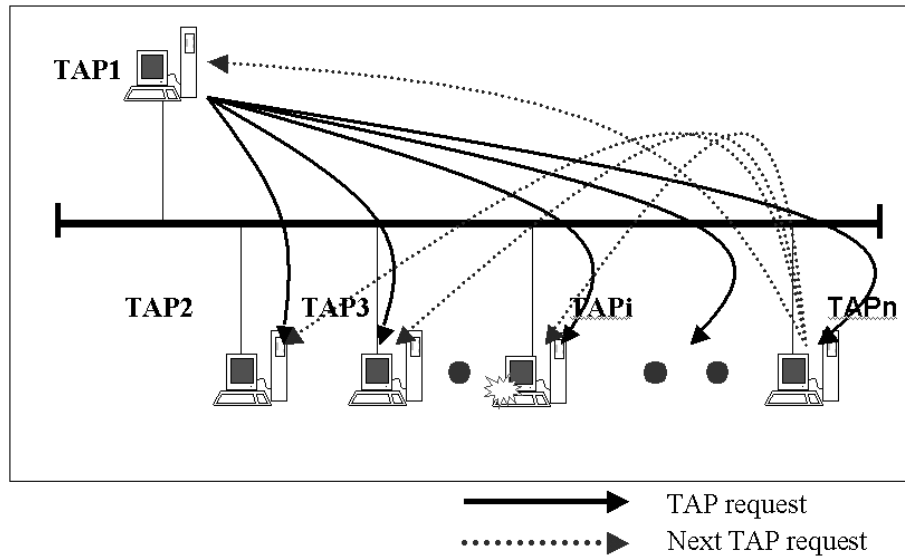 TAP1
TAP2
TAP3
TAPi
TAPn
TAP request
Next TAP request